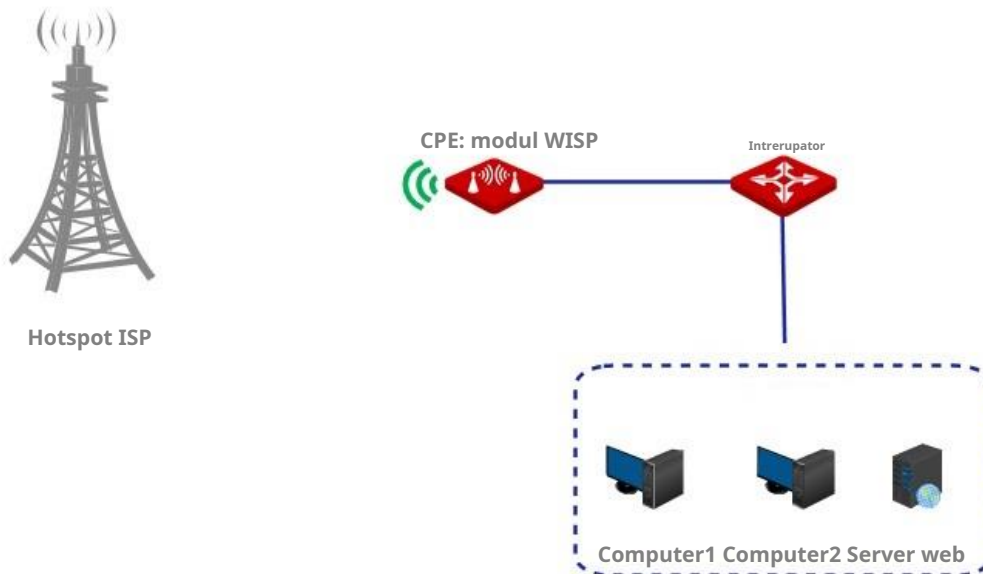 CPE: modul WISP
Intrerupator
Hotspot ISP
Computer1 Computer2 Server web